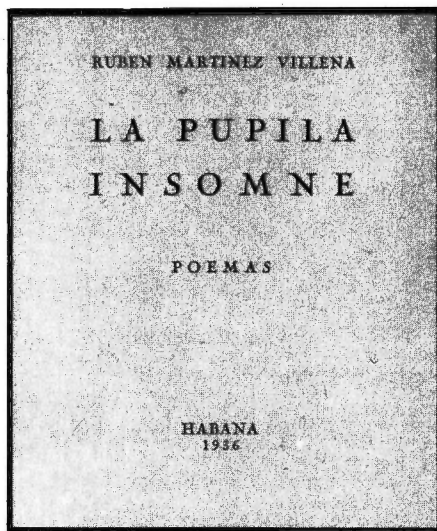 RUBEN MARTINEZ VILLENA
LA PUPILA
INSOMNE
POEMAS
HABANA
1936